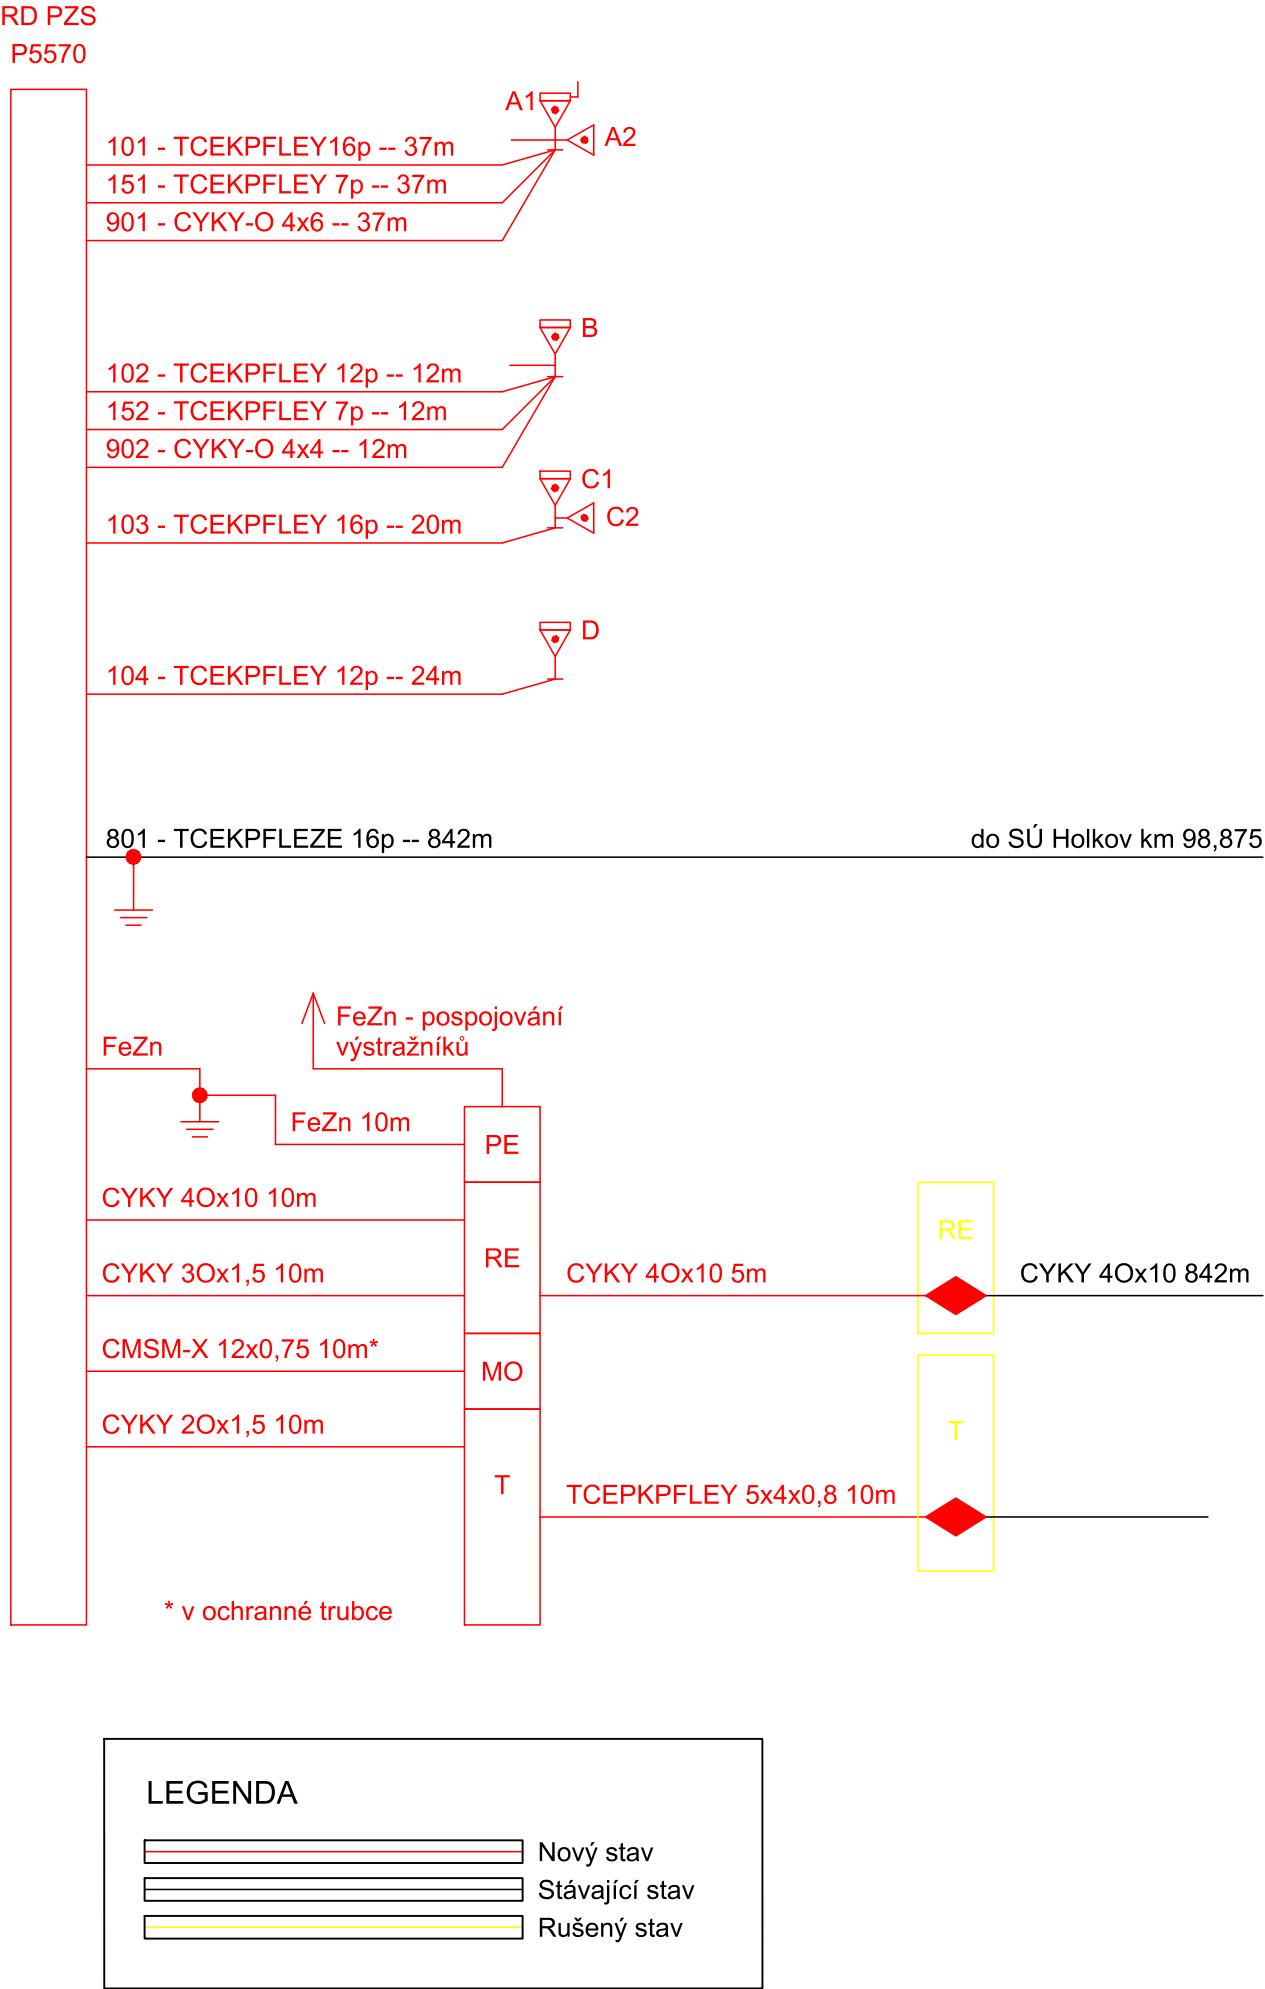 RD PZS
P5570
A1
A2
101 - TCEKPFLEY16p -- 37m
151 - TCEKPFLEY 7p -- 37m
901 - CYKY-O 4x6 -- 37m
B
102 - TCEKPFLEY 12p -- 12m
152 - TCEKPFLEY 7p -- 12m
902 - CYKY-O 4x4 -- 12m
C1
C2
103 - TCEKPFLEY 16p -- 20m
D
104 - TCEKPFLEY 12p -- 24m
801 - TCEKPFLEZE 16p -- 842m
do SÚ Holkov km 98,875
FeZn - pospojování
výstražníků
FeZn
FeZn 10m
PE
CYKY 4Ox10 10m
RE
RE
CYKY 3Ox1,5 10m
CYKY 4Ox10 5m
CYKY 4Ox10 842m
CMSM-X 12x0,75 10m*
MO
CYKY 2Ox1,5 10m
T
T
TCEPKPFLEY 5x4x0,8 10m
* v ochranné trubce
LEGENDA
Nový stav
Stávající stav
Rušený stav